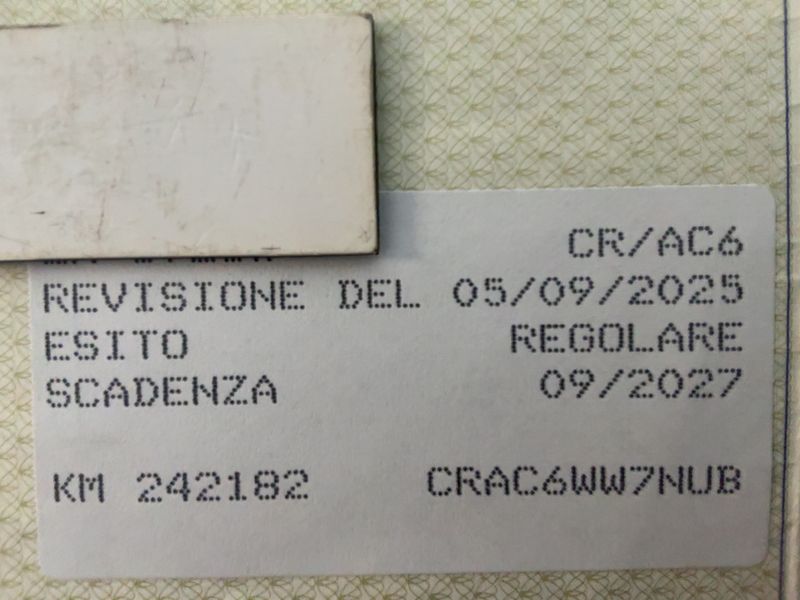 CR/AC6
REVISIONE DEL 05/09/2025
ESITO REGOLARE
SCADENZA 09/2027
KM 242182 CRAC6WW7NUB